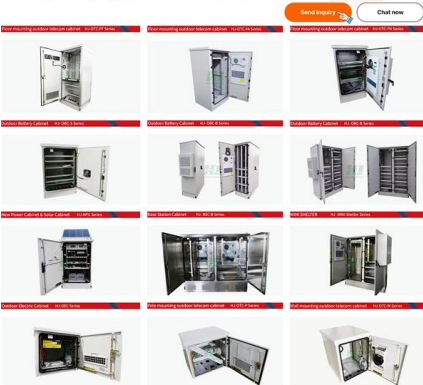 Send inquiry
Chat now
Floor mounting outdoor telecom cabinet HJ-OTC-FF Series
Floor mounting outdoor telecom cabinet HJ-OTC-FA Series
Floor mounting outdoor telecom cabinet HJ-OTC-FH Series
Outdoor Battery Cabinet HJ-OBC-S Series
Outdoor Battery Cabinet HJ-OBC-B Series
Outdoor Battery Cabinet HJ-OBC-B Series
New Power Cabinet & Solar Cabinet HJ-NPC Series
Base Station Cabinet HJ-BSC-B Series
MINI SHELTER HJ-MINI Shelter Series
Outdoor Electric Cabinet HJ-OEC Series
Pole mounting outdoor telecom cabinet HJ-OTC-P Series
Wall mounting outdoor telecom cabinet HJ-OTC-W Series